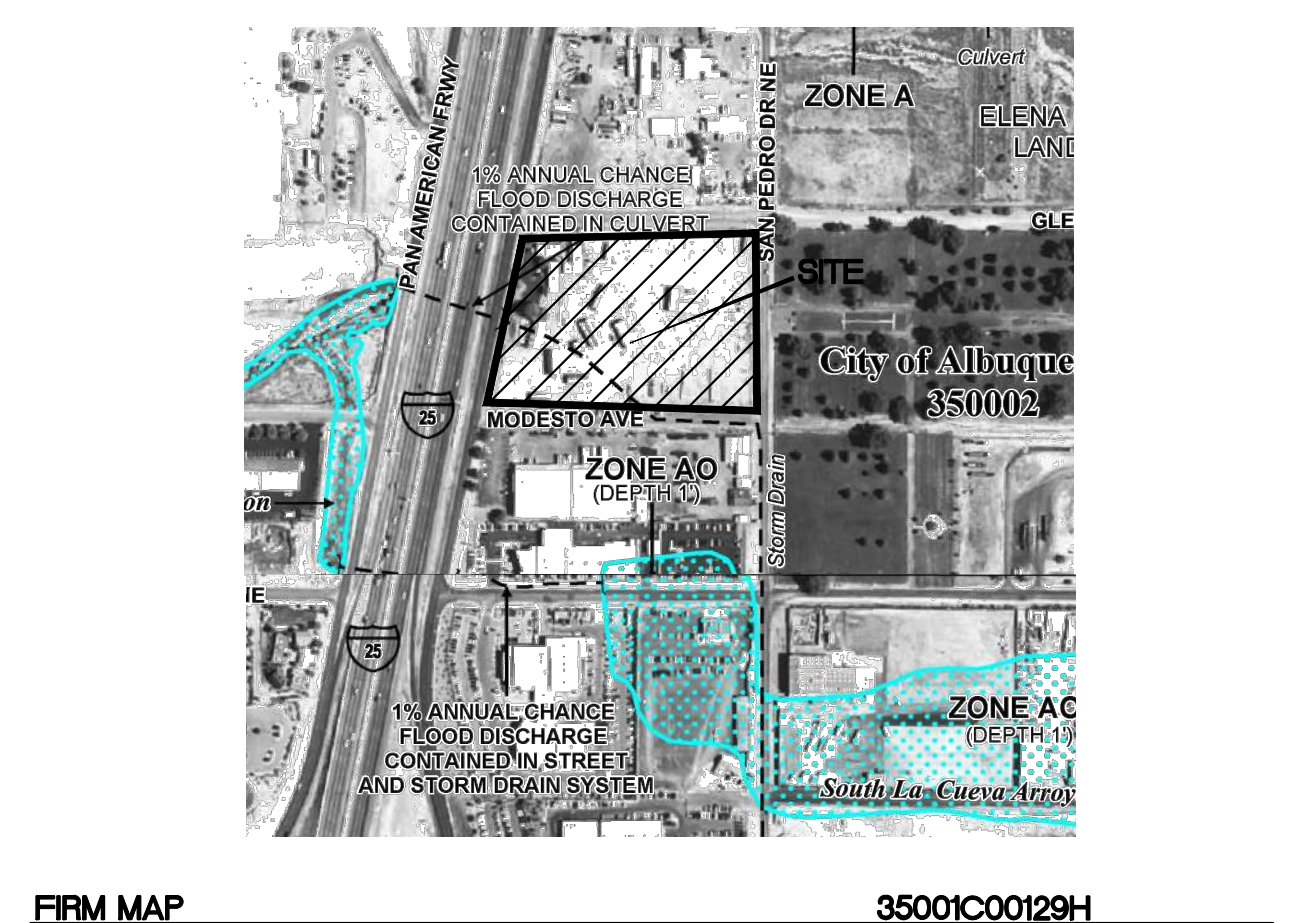 Culvert
ZONE A
ELENA
LAND
PAN AMERICAN FRWY
SAN PEDRO DR NE
1% ANNUAL CHANCE
FLOOD DISCHARGE
CONTAINED IN CULVERT
GLE
SITE
City of Albuque
350002
25
MODESTO AVE
ZONE AO
(DEPTH 1')
Storm Drain
on
NE
25
1% ANNUAL CHANCE
FLOOD DISCHARGE
CONTAINED IN STREET
AND STORM DRAIN SYSTEM
ZONE AO
(DEPTH 1')
South La Cueva Arroy
FIRM MAP
35001C00129H